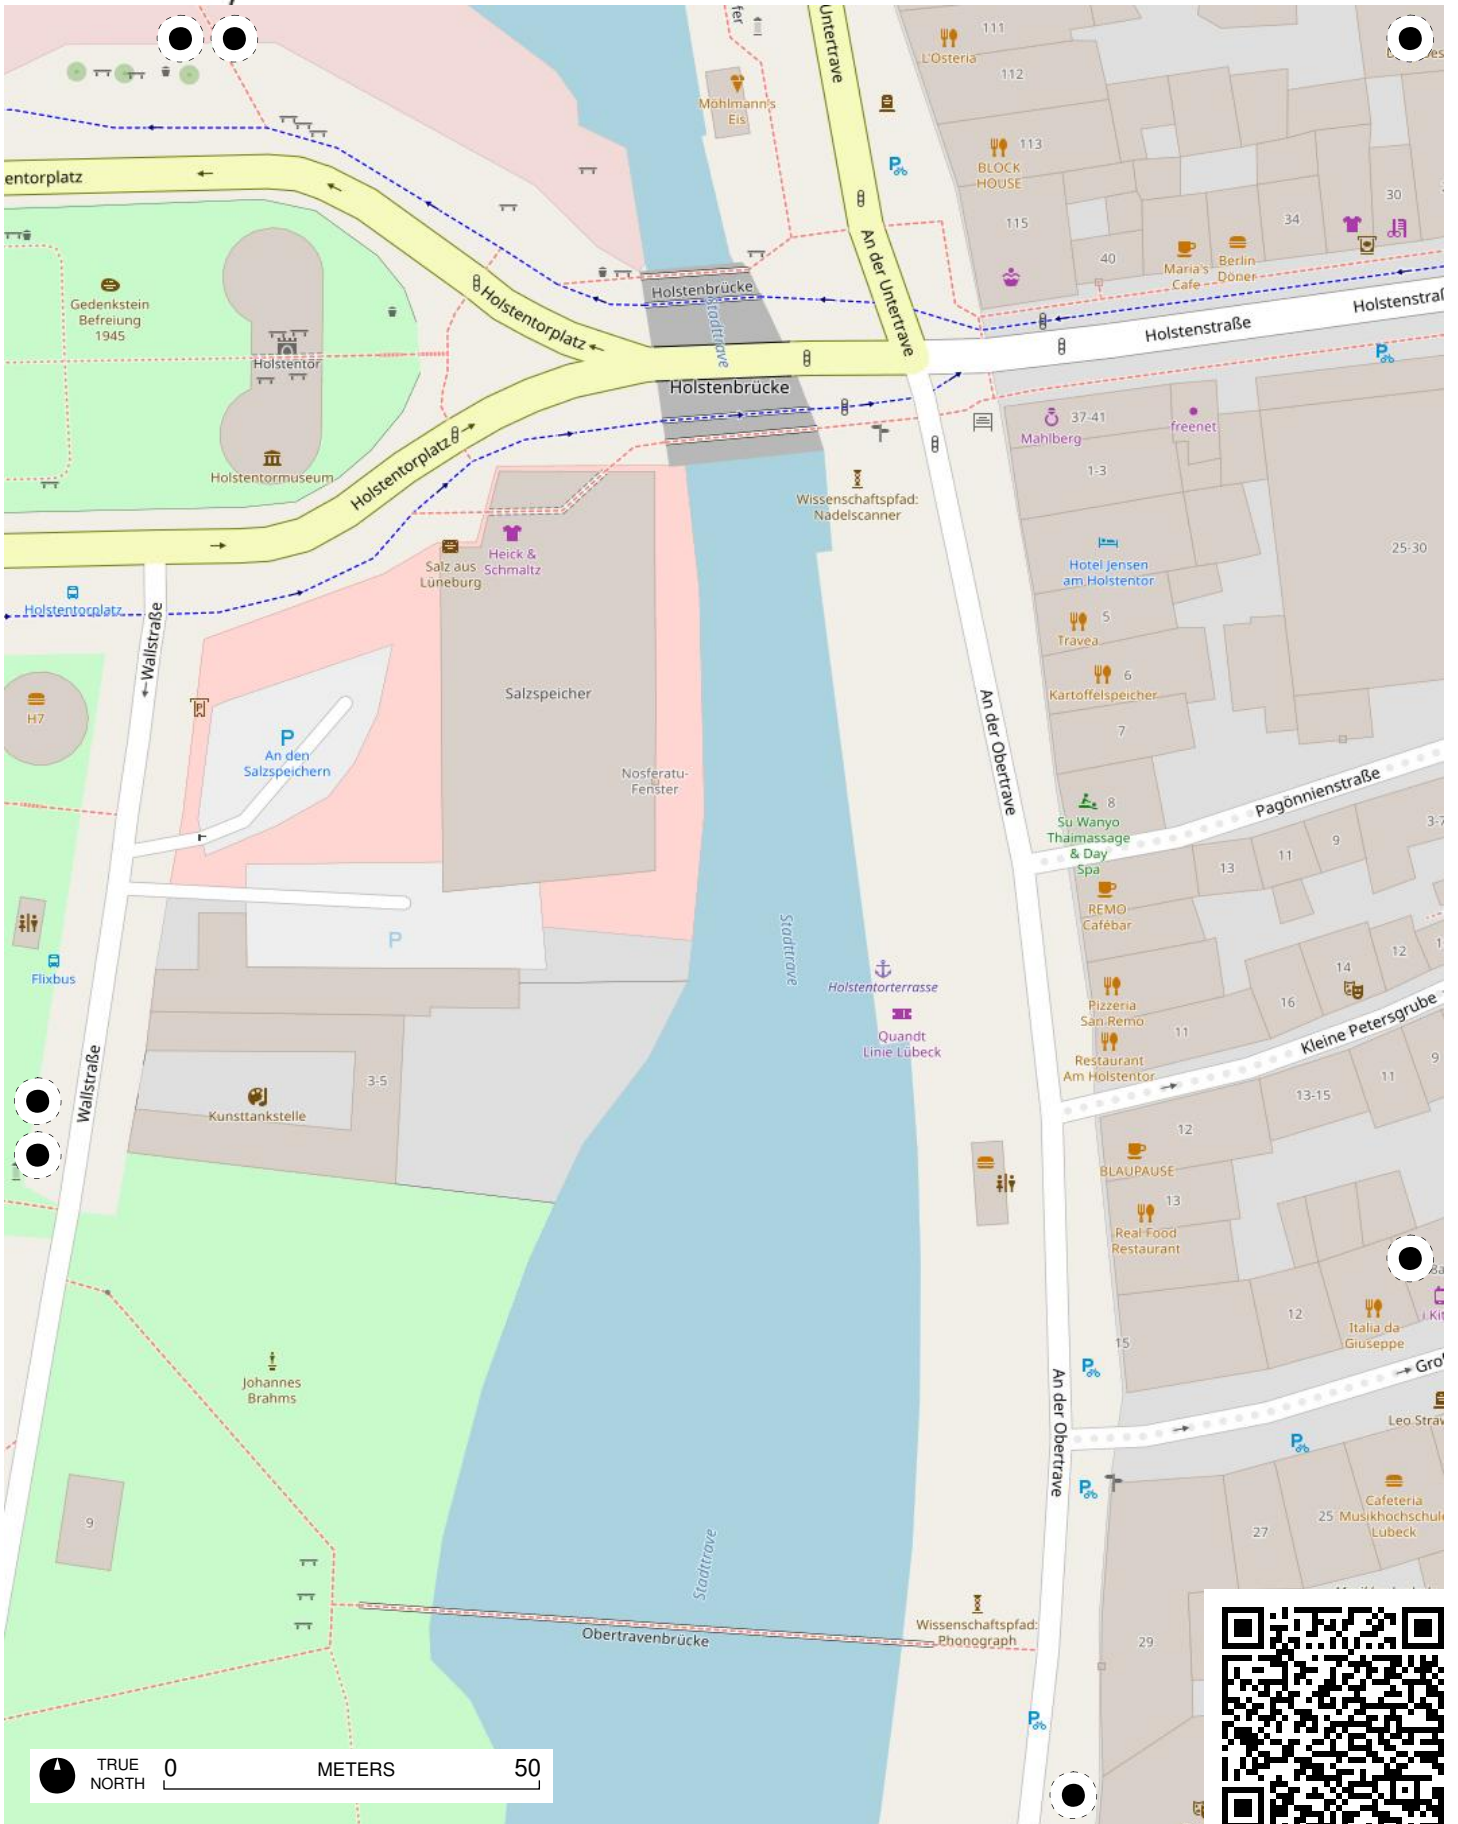 Untertrave
L'Osteria
111
112
Möhlmann's
Eis
113
BLOCK
HOUSE
entorplatz
115
34
30
40
Maria's
Cafe
Berlin
Döner
An der Untertrave
Gedenkstein
Befreiung
1945
Holstentorplatz
Holstenbrücke
Stadttrave
Holstenstraße
Holstentor
Holstenbrücke
37-41
Mahlberg
freenet
Holstentormuseum
Holstentorplatz
1-3
Wissenschaftspfad:
Nadelscanner
25-30
Heick &
Schmaltz
Salz aus
Lüneburg
Hotel Jensen
am Holstentor
Holstentorplatz
Wallstraße
5
Travea
6
Kartoffelspeicher
Salzspeicher
H7
P
P
An den
Salzspeichern
7
An der Obertrave
Nosferatu-
Fenster
Pagönnienstraße
8
Su Wanyo
Thaimassage
& Day
Spa
9
11
13
REMO
Cafébar
Stadttrave
P
Flixbus
12
14
Holstentorterrasse
16
Pizzeria
San Remo
11
Kleine Petersgrube
Quandt
Linie Lübeck
Restaurant
Am Holstentor
Wallstraße
3-5
Kunsttankstelle
9
11
13-15
12
BLAUPAUSE
13
Real Food
Restaurant
12
Italia da
Giuseppe
15
Johannes
Brahms
An der Obertrave
Leo Straw
9
Cafeteria
Musikhochschule
Lübeck
25
27
Stadttrave
Wissenschaftspfad:
Phonograph
Obertravenbrücke
29
TRUE
NORTH
0
METERS
50